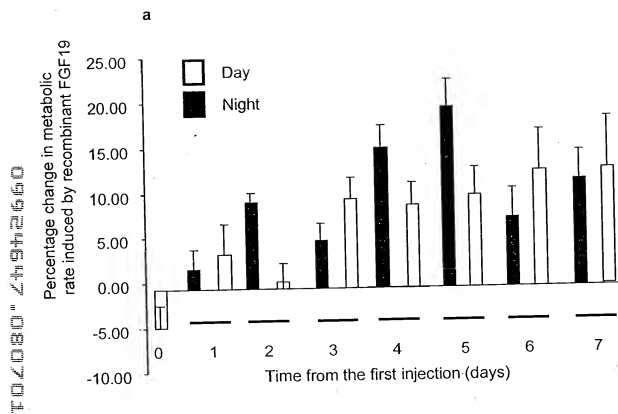 a
Percentage change in metabolic
rate induced by recombinant FGF19
25.00
20.00
15.00
10.00
5.00
0.00
-5.00
-10.00
Day
Night
0 1 2 3 4 5 6 7
Time from the first injection (days)